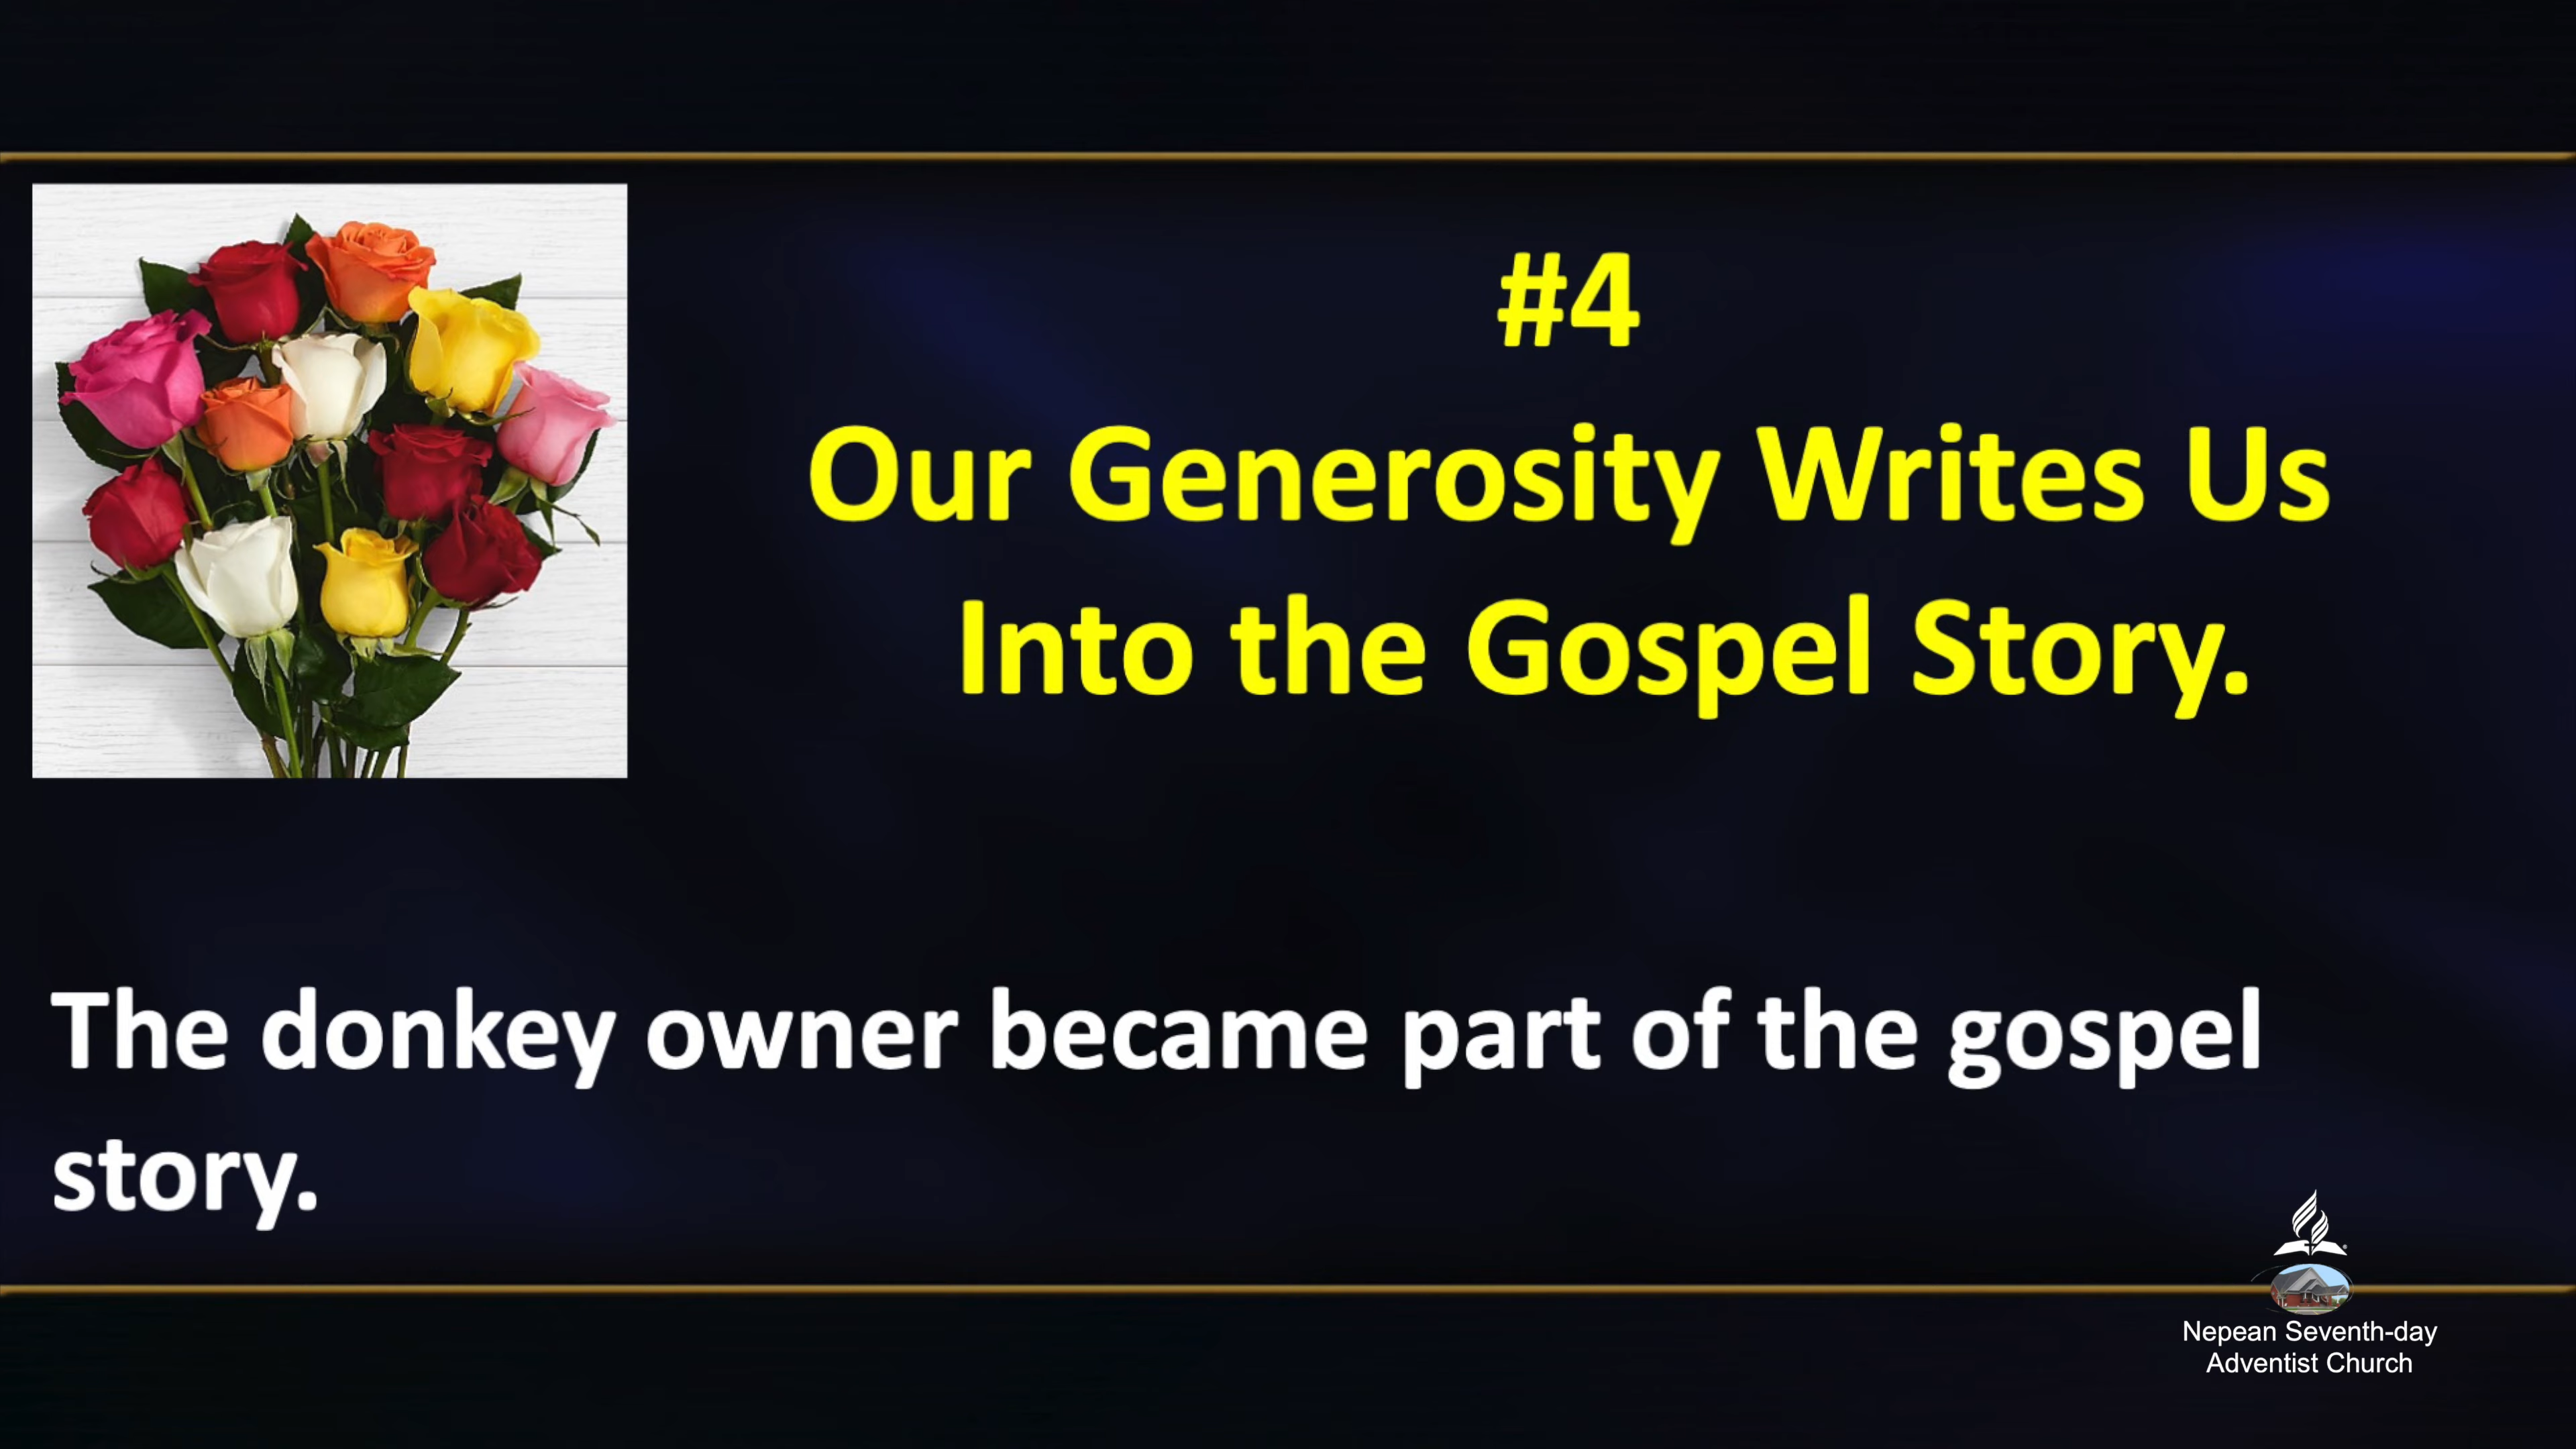 #4
Our Generosity Writes Us
Into the Gospel Story.
The donkey owner became part of the gospel
story.
Nepean Seventh-day
Adventist Church